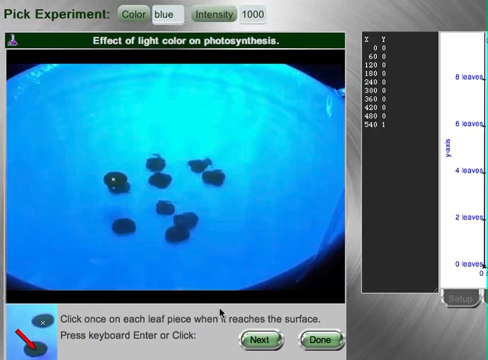 Pick Experiment: Color blue Intensity 1000
Effect of light color on photosynthesis.
X Y
0 0
60 0
120 0
180 0
240 0
300 0
360 0
420 0
480 0
540 1
8 leaves
6 leaves
y-axis
4 leaves
2 leaves
0 leaves
0
Setup
Click once on each leaf piece when it reaches the surface.
Press keyboard Enter or Click: Next Done